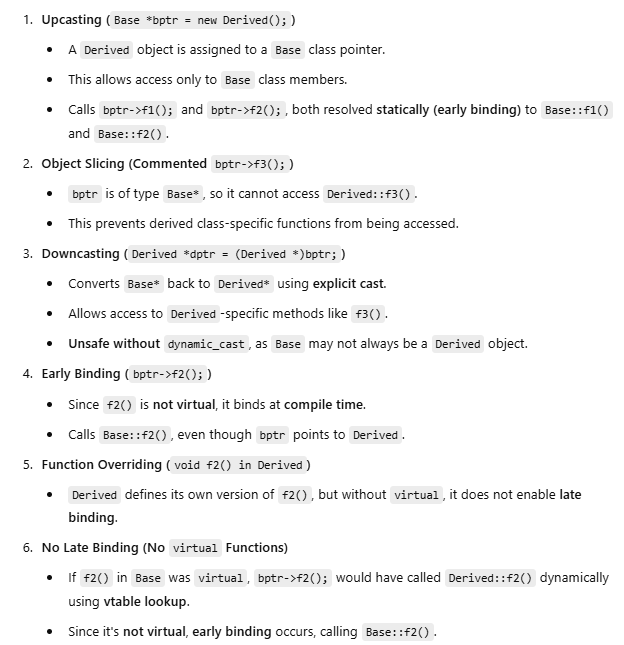 1. Upcasting ( Base *bptr = new Derived(); )
• A Derived object is assigned to a Base class pointer.
• This allows access only to Base class members.
• Calls bptr->f1(); and bptr->f2(); , both resolved statically (early binding) to Base::f1()
and Base::f2() .
2. Object Slicing (Commented bptr->f3(); )
• bptr is of type Base* , so it cannot access Derived::f3() .
• This prevents derived class-specific functions from being accessed.
3. Downcasting ( Derived *dptr = (Derived *)bptr; )
• Converts Base* back to Derived* using explicit cast.
• Allows access to Derived -specific methods like f3() .
• Unsafe without dynamic_cast , as Base may not always be a Derived object.
4. Early Binding ( bptr->f2(); )
• Since f2() is not virtual, it binds at compile time.
• Calls Base::f2() , even though bptr points to Derived .
5. Function Overriding ( void f2() in Derived )
• Derived defines its own version of f2() , but without virtual , it does not enable late
binding.
6. No Late Binding (No virtual Functions)
• If f2() in Base was virtual , bptr->f2(); would have called Derived::f2() dynamically
using vtable lookup.
• Since it's not virtual, early binding occurs, calling Base::f2() .